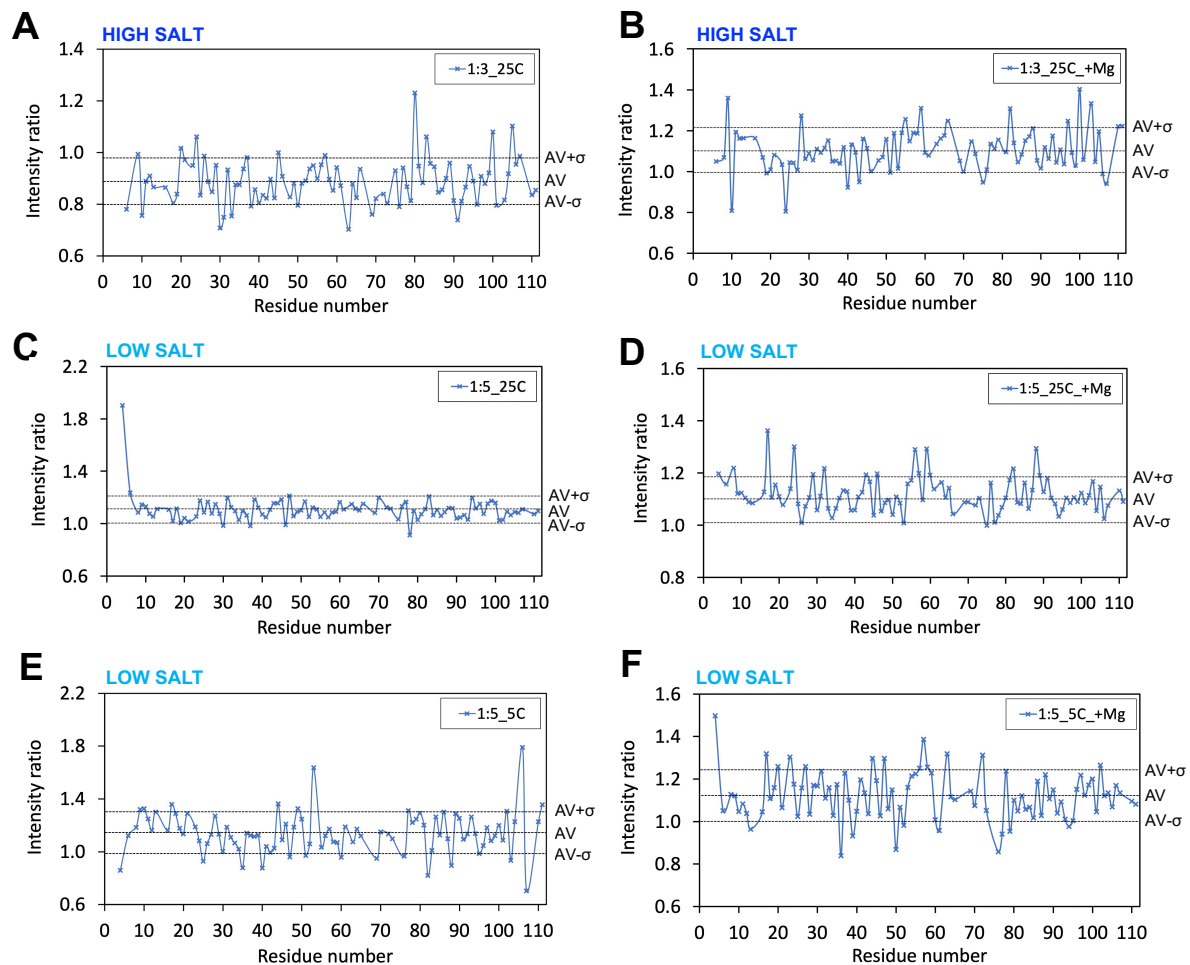 A
HIGH SALT
1.4
1.2
1.0
0.8
0.6
Intensity ratio
1:3_25C
AV+σ
AV
AV-σ
0 10 20 30 40 50 60 70 80 90 100 110
Residue number
B
HIGH SALT
1.6
1.4
1.2
1.0
0.8
0.6
Intensity ratio
1:3_25C_+Mg
AV+σ
AV
AV-σ
0 10 20 30 40 50 60 70 80 90 100 110
Residue number
C
LOW SALT
2.2
1.8
1.4
1.0
0.6
Intensity ratio
1:5_25C
AV+σ
AV
AV-σ
0 10 20 30 40 50 60 70 80 90 100 110
Residue number
D
LOW SALT
1.6
1.4
1.2
1.0
0.8
Intensity ratio
1:5_25C_+Mg
AV+σ
AV
AV-σ
0 10 20 30 40 50 60 70 80 90 100 110
Residue number
E
LOW SALT
2.2
1.8
1.4
1.0
0.6
Intensity ratio
1:5_5C
AV+σ
AV
AV-σ
0 10 20 30 40 50 60 70 80 90 100 110
Residue number
F
LOW SALT
1.6
1.4
1.2
1.0
0.8
0.6
Intensity ratio
1:5_5C_+Mg
AV+σ
AV
AV-σ
0 10 20 30 40 50 60 70 80 90 100 110
Residue number